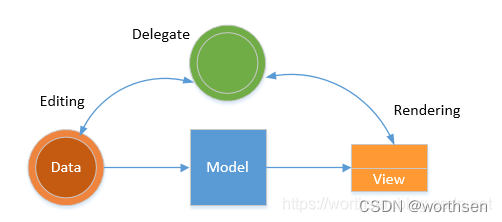 Delegate
Editing
Rendering
Data
Model
View
CSDN @worthsen